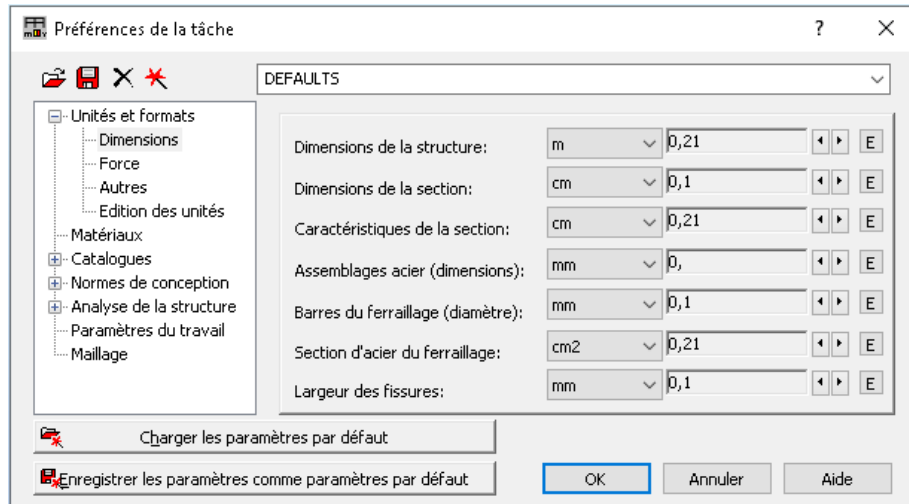 Préférences de la tâche ?
DEFAULTS
Unités et formats
Dimensions
Force
Autres
Edition des unités
Matériaux
Catalogues
Normes de conception
Analyse de la structure
Paramètres du travail
Maillage
Dimensions de la structure: m 0,21 E
Dimensions de la section: cm 0,1 E
Caractéristiques de la section: cm 0,21 E
Assemblages acier (dimensions): mm 0, E
Barres du ferraillage (diamètre): mm 0,1 E
Section d'acier du ferraillage: cm2 0,21 E
Largeur des fissures: mm 0,1 E
Charger les paramètres par défaut
Enregistrer les paramètres comme paramètres par défaut
OK Annuler Aide